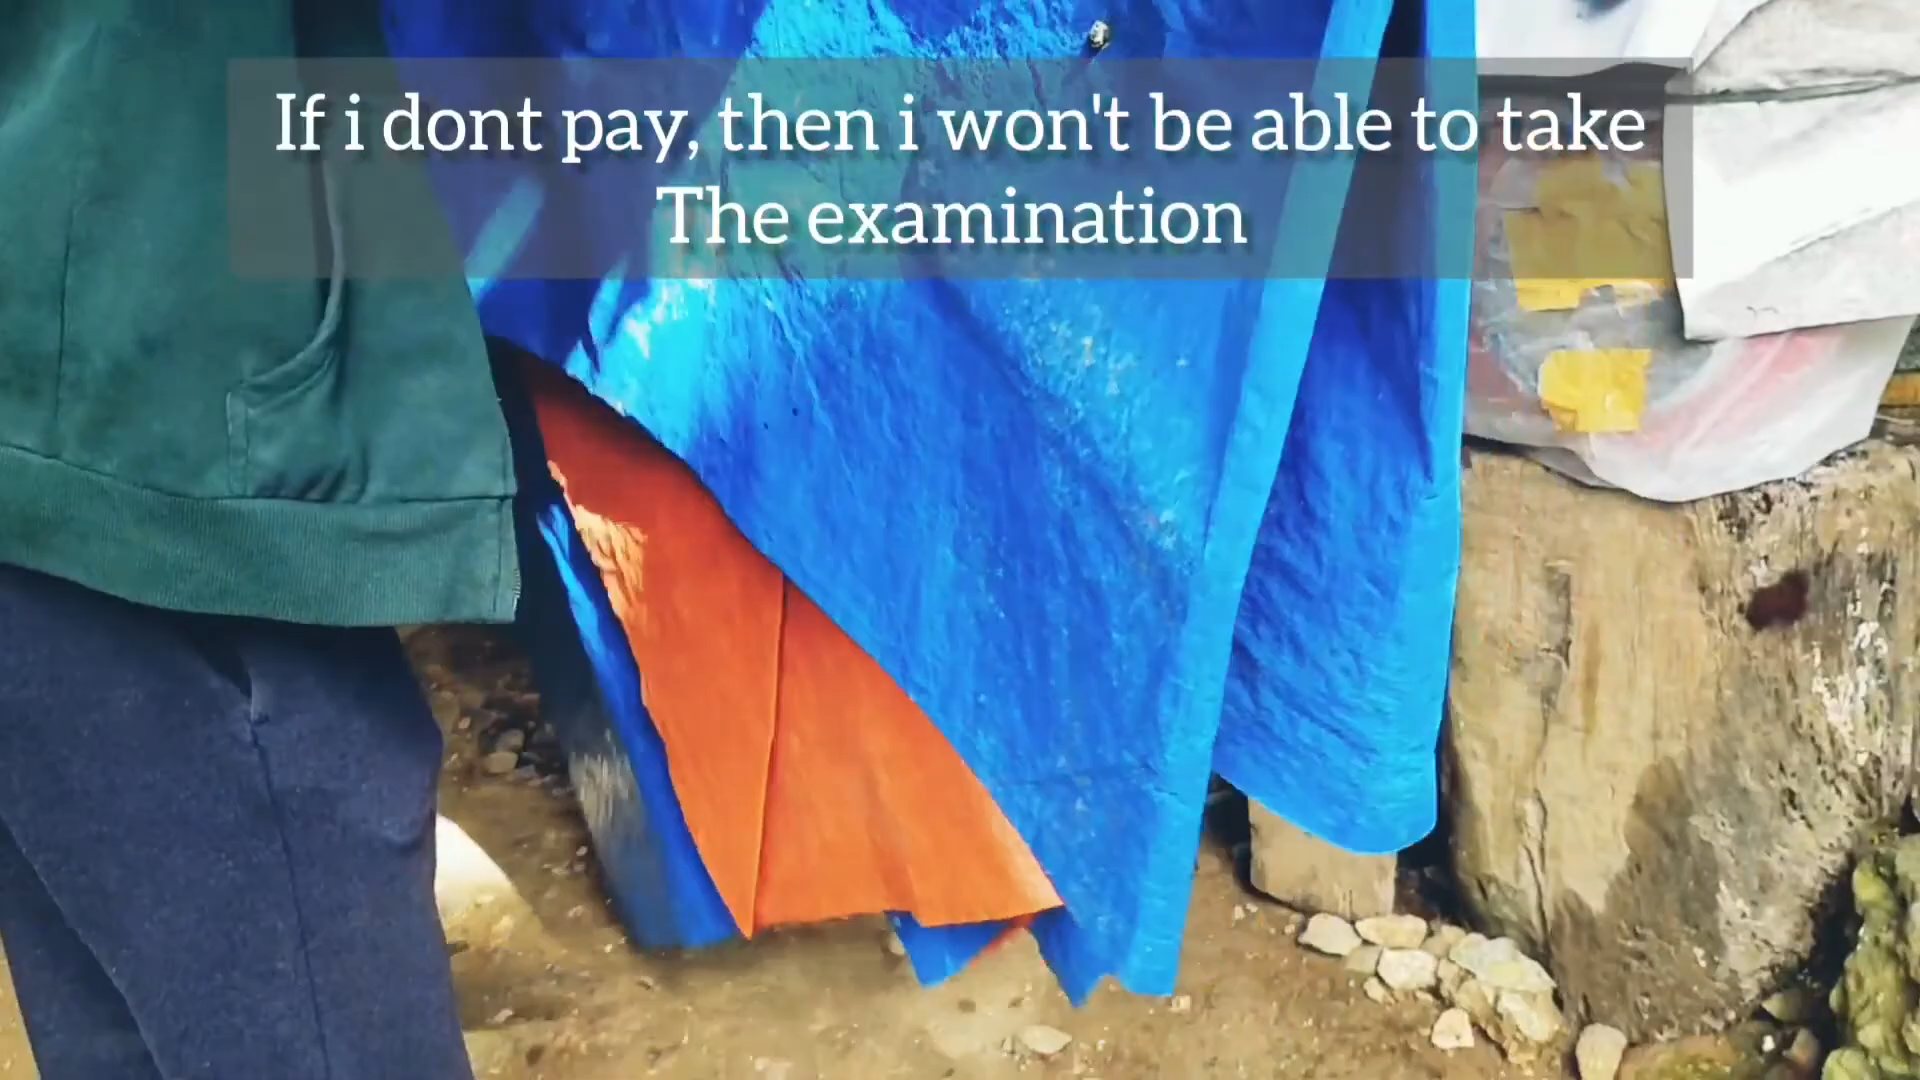 If i dont pay, then i won't be able to take
The examination